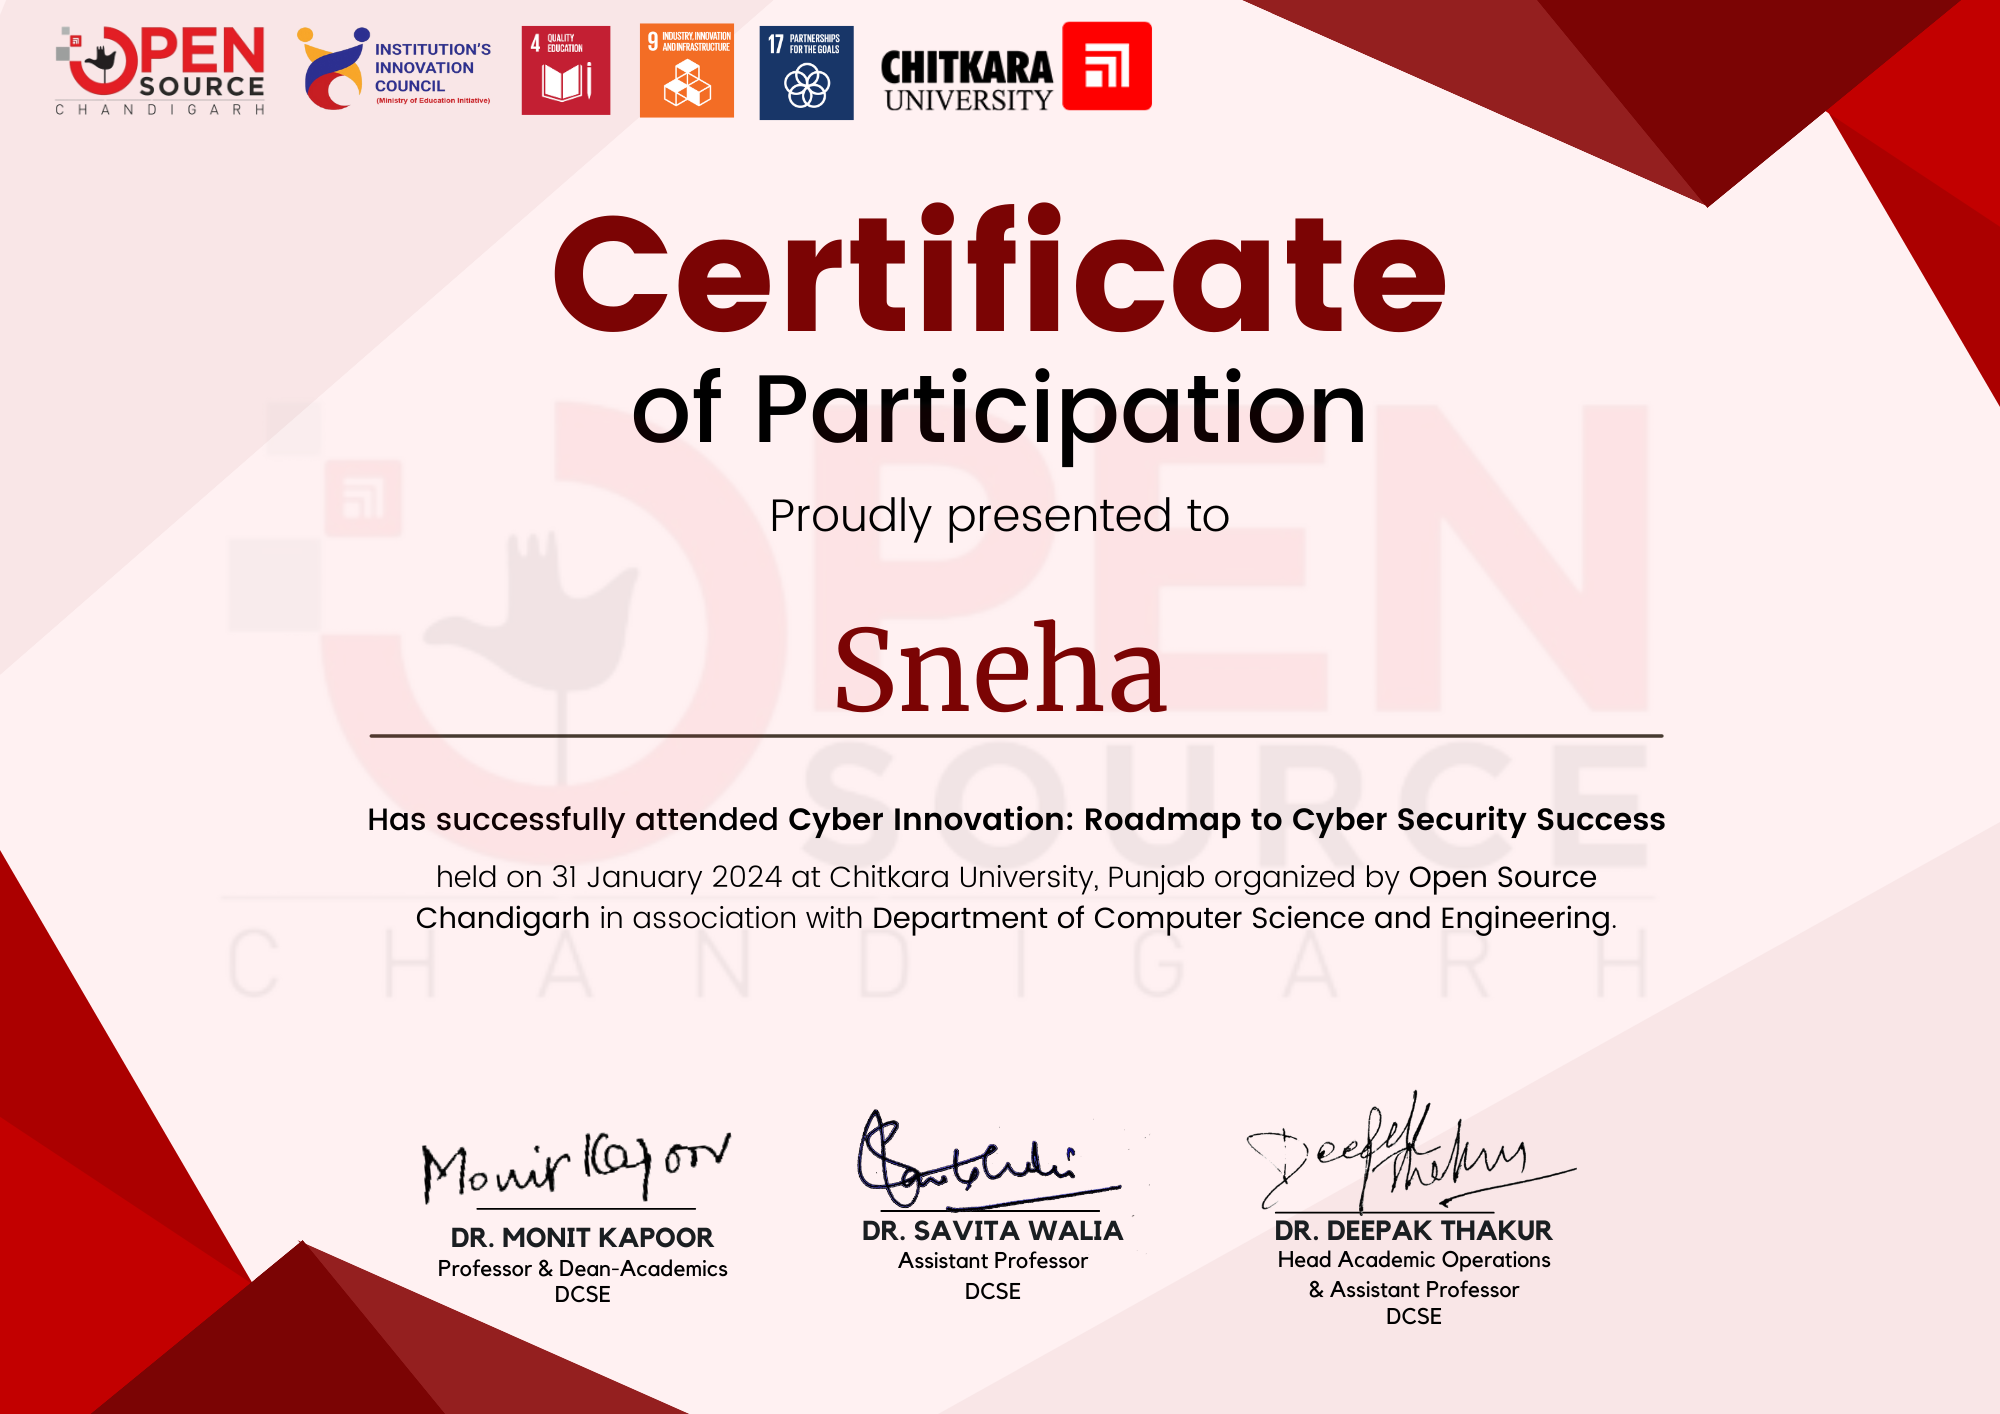 OPEN
SOURCE
CHANDIGARH
INSTITUTION'S
INNOVATION
COUNCIL
(Ministry of Education Initiative)
4 QUALITY
EDUCATION
9 INDUSTRY, INNOVATION
AND INFRASTRUCTURE
17 PARTNERSHIPS
FOR THE GOALS
CHITKARA
UNIVERSITY
Certificate
of Participation
Proudly presented to
Sneha
Has successfully attended Cyber Innovation: Roadmap to Cyber Security Success
held on 31 January 2024 at Chitkara University, Punjab organized by Open Source
Chandigarh in association with Department of Computer Science and Engineering.
OPEN
SOURCE
CHANDIGARH
Monit Kapoor
DR. MONIT KAPOOR
Professor & Dean-Academics
DCSE
DR. SAVITA WALIA
Assistant Professor
DCSE
Deepak Thakur
DR. DEEPAK THAKUR
Head Academic Operations
& Assistant Professor
DCSE